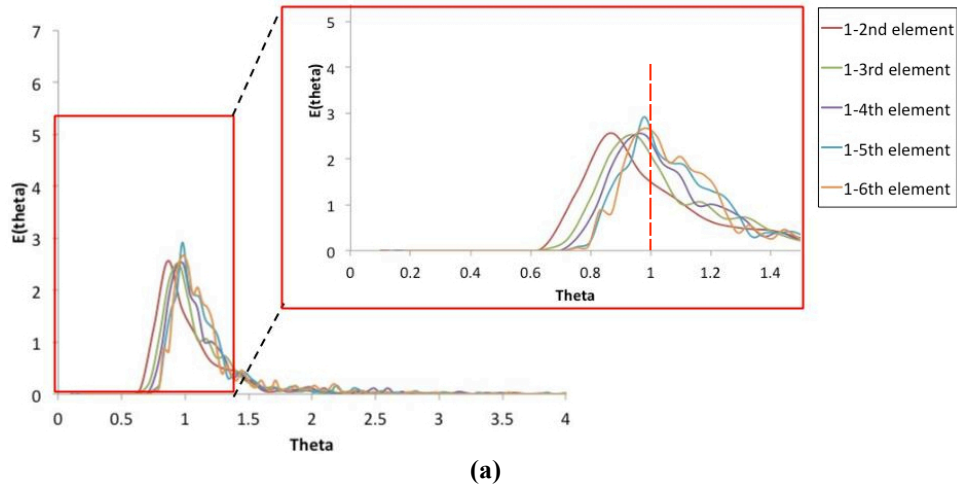 7
6
5
4
3
2
1
0
E(theta)
0 0.5 1 1.5 2 2.5 3 3.5 4
Theta
5
4
3
2
1
0
E(theta)
0 0.2 0.4 0.6 0.8 1 1.2 1.4
Theta
1-2nd element
1-3rd element
1-4th element
1-5th element
1-6th element
(a)